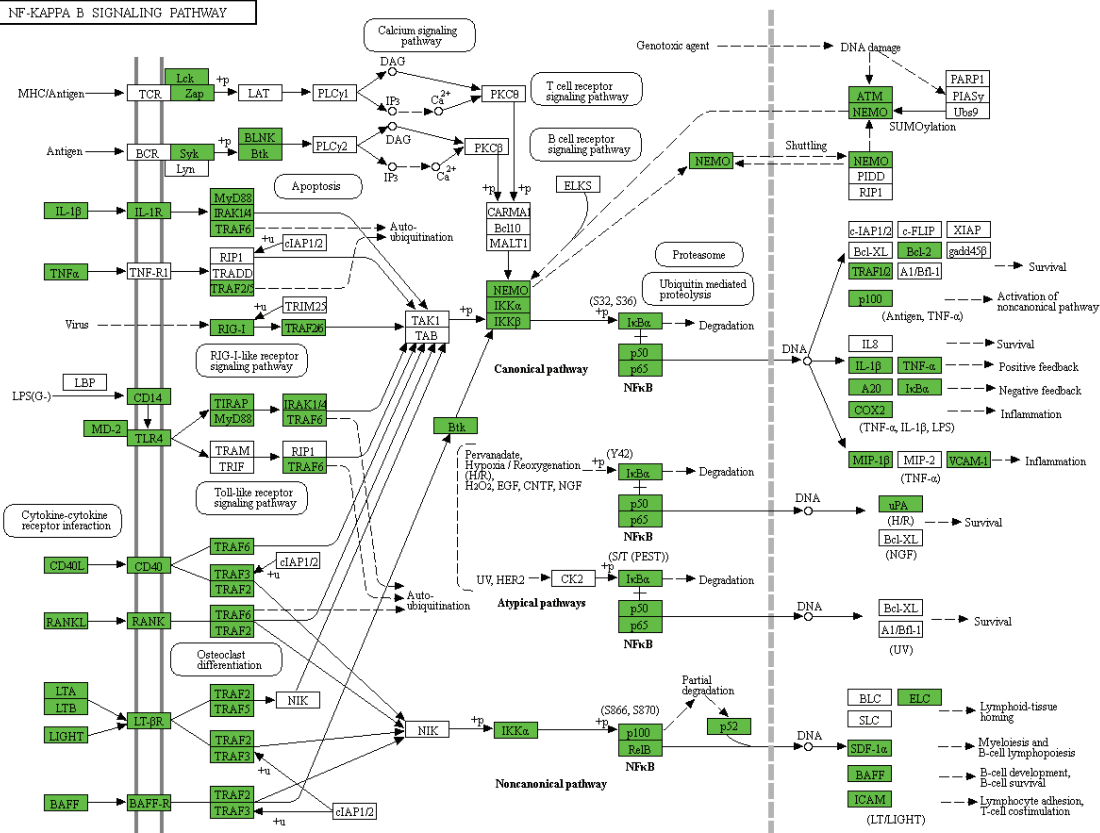 NF-KAPPA B SIGNALING PATHWAY
Calcium signaling
pathway
Genotoxic agent
DNA damage
DAG
Lck
+p
MHC/Antigen
TCR
Zap
LAT
PLCγ1
IP3
Ca2+
PKCθ
T cell receptor
signaling pathway
ATM
NEMO
PARP1
PIASy
Ubs9
SUMOylation
Antigen
BCR
Syk
Lyn
+p
BLNK
Btk
PLCγ2
DAG
IP3
Ca2+
PKCβ
B cell receptor
signaling pathway
Shuttling
NEMO
NEMO
PIDD
RIP1
Apoptosis
+p
+p
ELKS
IL-1β
IL-1R
MyD88
IRAK1/4
TRAF6
Auto-
ubiquitination
CARMA1
Bcl10
MALT1
c-IAP1/2
c-FLIP
XIAP
Bcl-XL
Bcl-2
gadd45β
TRAF1/2
A1/Bfl-1
Survival
+u
cIAP1/2
TNFα
TNF-R1
RIP1
TRADD
TRAF2/5
Proteasome
Ubiquitin mediated
proteolysis
p100
Activation of
noncanonical pathway
(Antigen, TNF-α)
+u
TRIM25
Virus
RIG-I
TRAF2/6
TAK1
TAB
+p
NEMO
IKKα
IKKβ
(S32, S36)
+p
IκBα
Degradation
p50
p65
NFκB
Canonical pathway
DNA
IL8
Survival
IL-1β
TNF-α
Positive feedback
A20
IκBα
Negative feedback
COX2
Inflammation
(TNF-α, IL-1β, LPS)
RIG-I-like receptor
signaling pathway
LBP
LPS(G-)
CD14
MD-2
TLR4
TIRAP
MyD88
IRAK1/4
TRAF6
TRAM
TRIF
RIP1
TRAF6
Btk
MIP-1β
MIP-2
VCAM-1
Inflammation
(TNF-α)
Toll-like receptor
signaling pathway
Pervanadate,
Hypoxia / Reoxygenation
(H/R),
H2O2, EGF, CNTF, NGF
+p
(Y42)
IκBα
Degradation
p50
p65
NFκB
DNA
uPA
(H/R)
Survival
Bcl-XL
(NGF)
Cytokine-cytokine
receptor interaction
CD40L
CD40
TRAF6
TRAF3
TRAF2
cIAP1/2
+u
UV, HER2
CK2
+p
(S/T (PEST))
IκBα
Degradation
Auto-
ubiquitination
Atypical pathways
p50
p65
NFκB
DNA
Bcl-XL
A1/Bfl-1
(UV)
Survival
RANKL
RANK
TRAF6
TRAF2
Osteoclast
differentiation
LTA
LTB
LIGHT
LT-βR
TRAF2
TRAF5
NIK
TRAF2
TRAF3
+u
NIK
+p
IKKα
+p
(S866, S870)
p100
RelB
NFκB
Partial
degradation
p52
Noncanonical pathway
DNA
BLC
ELC
SLC
Lymphoid-tissue
homing
SDF-1α
Myeloiesis and
B-cell lymphopoiesis
BAFF
B-cell development,
B-cell survival
ICAM
Lymphocyte adhesion,
T-cell costimulation
(LT/LIGHT)
BAFF
BAFF-R
TRAF2
TRAF3
+u
cIAP1/2